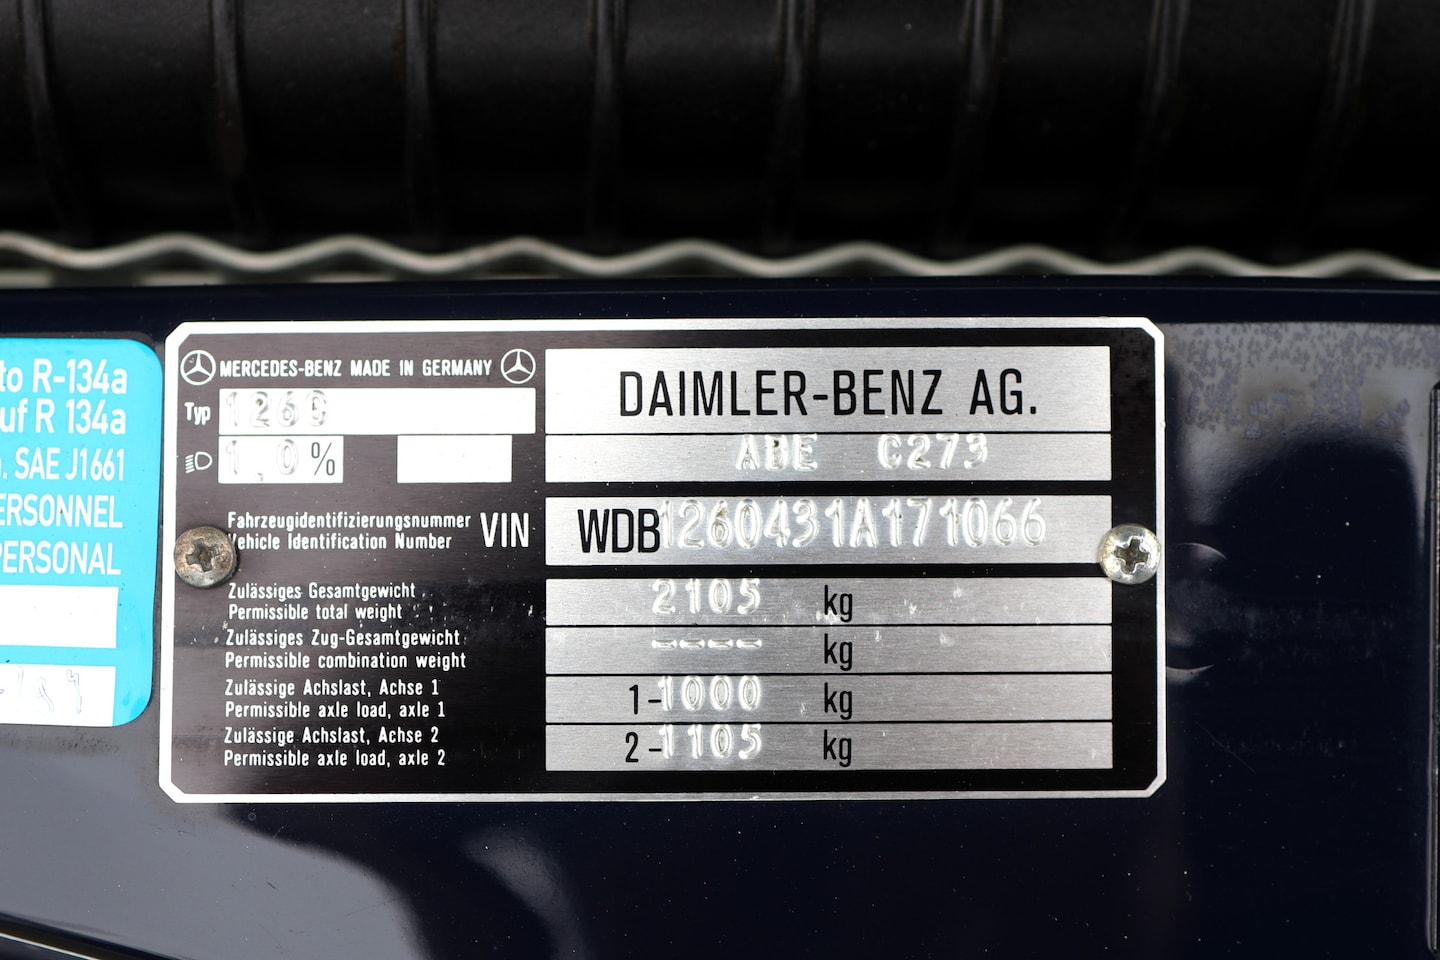 to R-134a
uf R 134a
. SAE J1661
ERSONNEL
PERSONAL
MERCEDES-BENZ MADE IN GERMANY
Typ 126G
1,0%
DAIMLER-BENZ AG.
ABE C273
Fahrzeugidentifizierungsnummer
Vehicle Identification Number
VIN WDB1260431A171066
Zulässiges Gesamtgewicht
Permissible total weight
2105 kg
Zulässiges Zug-Gesamtgewicht
Permissible combination weight
---- kg
Zulässige Achslast, Achse 1
Permissible axle load, axle 1
1-1000 kg
Zulässige Achslast, Achse 2
Permissible axle load, axle 2
2-1105 kg